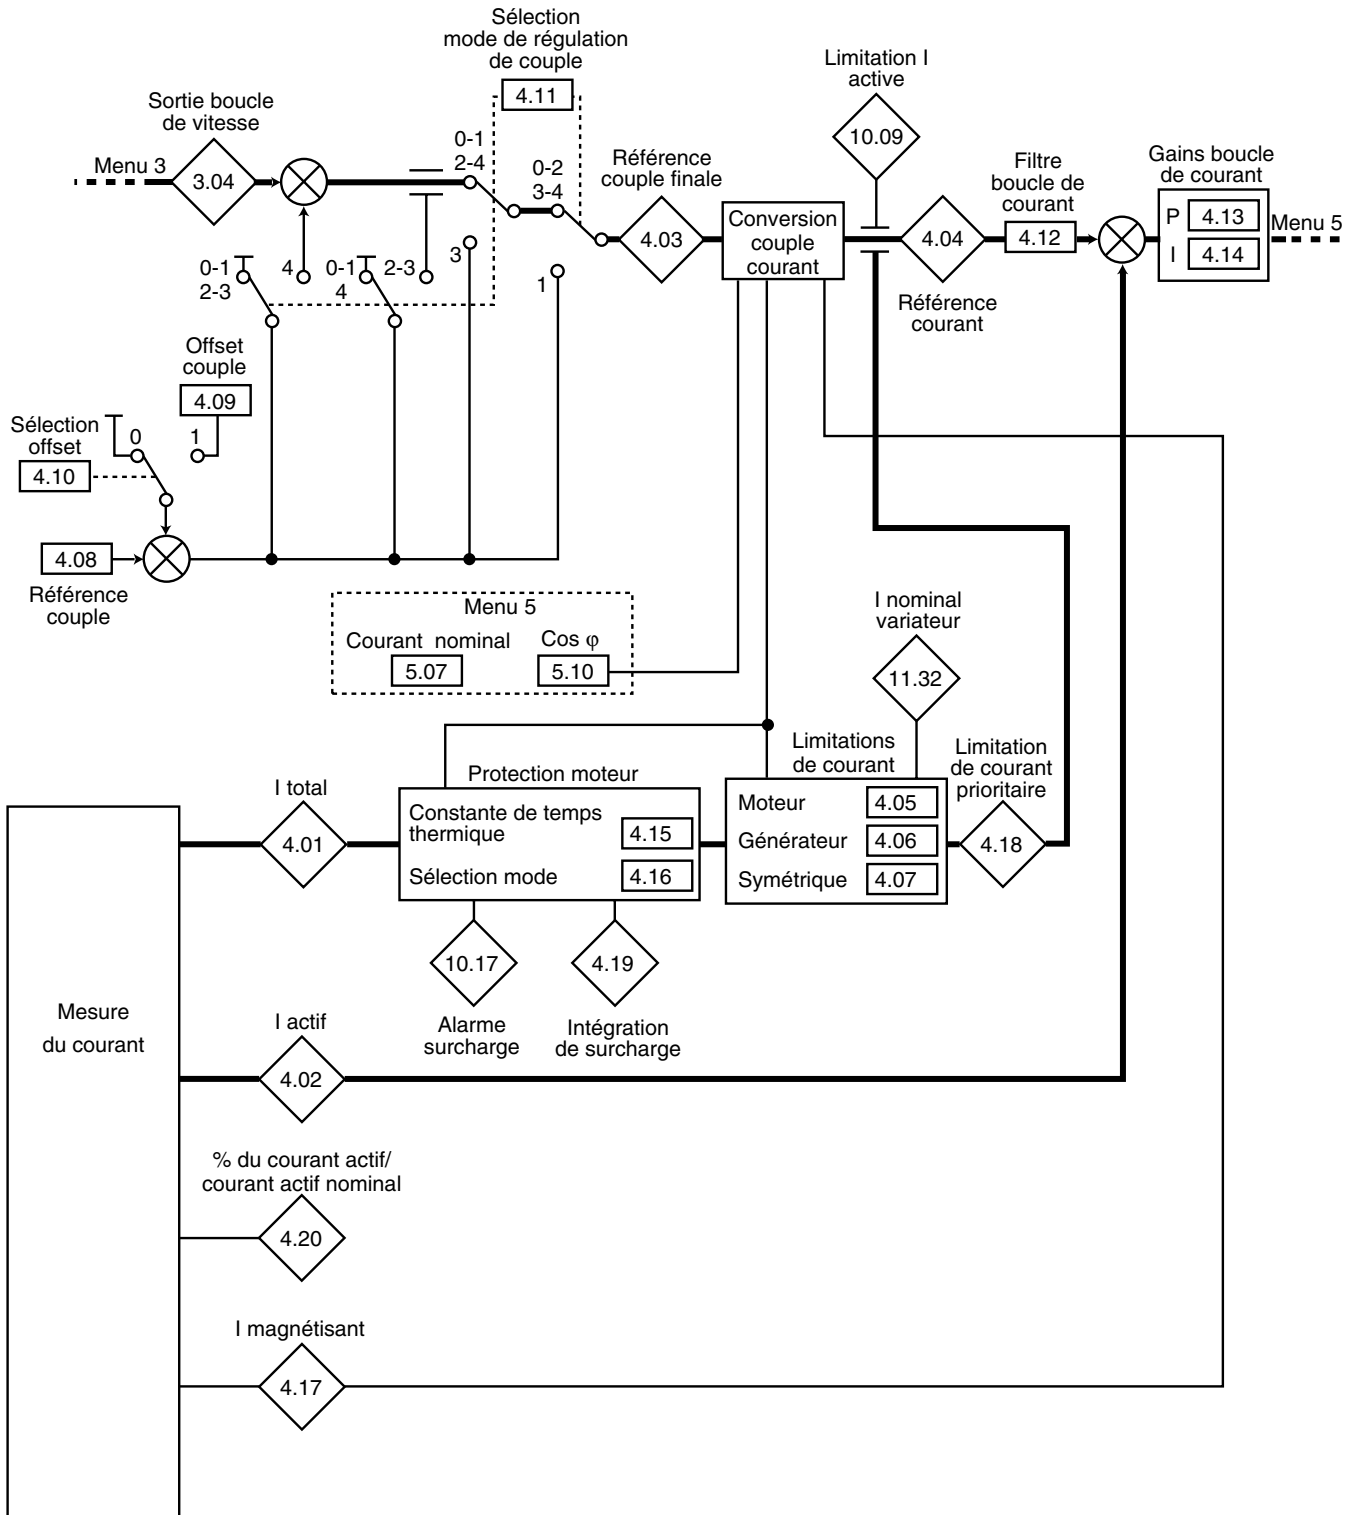 Sélection
mode de régulation
de couple
4.11
Limitation I
active
10.09
Sortie boucle
de vitesse
Menu 3
3.04
0-1
2-4
0-2
3-4
Référence
couple finale
4.03
Conversion
couple
courant
4.04
Référence
courant
Filtre
boucle de
courant
4.12
Gains boucle
de courant
P 4.13
I 4.14
Menu 5
0-1
2-3
4
0-1
4
2-3
3
1
Offset
couple
4.09
Sélection
offset
4.10
0
1
4.08
Référence
couple
Menu 5
Courant nominal
5.07
Cos φ
5.10
I nominal
variateur
11.32
Limitations
de courant
Moteur 4.05
Générateur 4.06
Symétrique 4.07
Limitation
de courant
prioritaire
4.18
Protection moteur
Constante de temps
thermique
4.15
Sélection mode 4.16
I total
4.01
10.17
Alarme
surcharge
4.19
Intégration
de surcharge
Mesure
du courant
I actif
4.02
% du courant actif/
courant actif nominal
4.20
I magnétisant
4.17